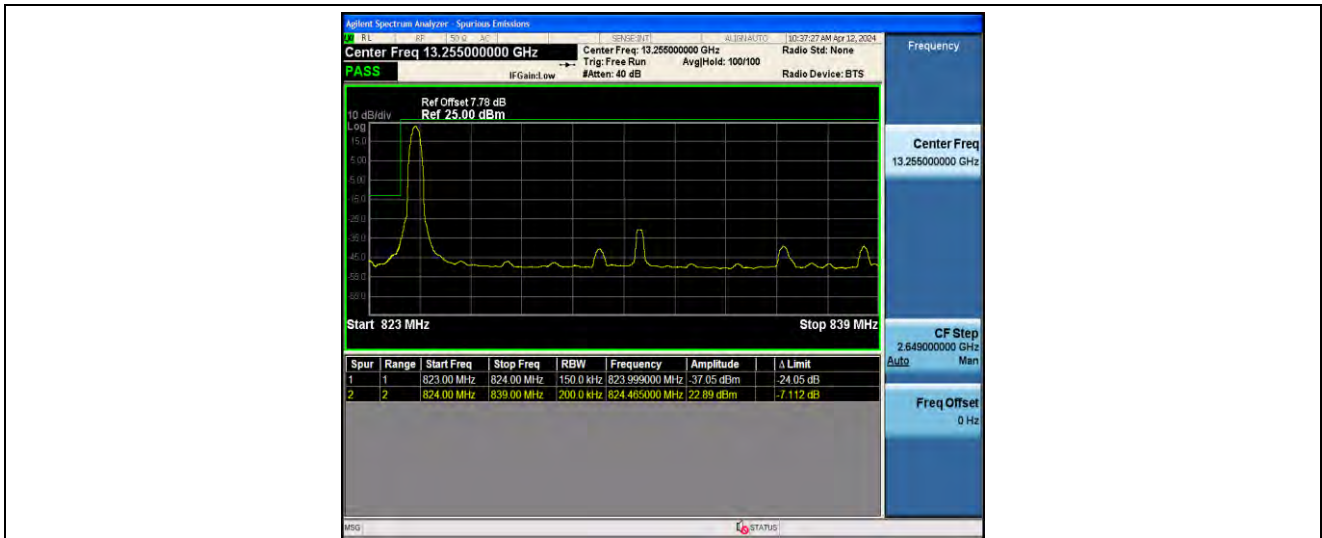 Agilent Spectrum Analyzer - Spurious Emissions
RL RF 50 Ω AC SENSE:INT ALIGNAUTO 10:37:27 AM Apr 12, 2024
Center Freq 13.255000000 GHz
Center Freq: 13.255000000 GHz
Radio Std: None
Trig: Free Run Avg|Hold: 100/100
PASS
IFGain:Low #Atten: 40 dB Radio Device: BTS
Ref Offset 7.78 dB
10 dB/div Ref 25.00 dBm
Log
15.0
5.00
-5.00
-15.0
-25.0
-35.0
-45.0
-55.0
-65.0
Start 823 MHz Stop 839 MHz
Spur Range Start Freq Stop Freq RBW Frequency Amplitude Δ Limit
1 1 823.00 MHz 824.00 MHz 150.0 kHz 823.999000 MHz -37.05 dBm -24.05 dB
2 2 824.00 MHz 839.00 MHz 200.0 kHz 824.465000 MHz 22.89 dBm -7.112 dB
MSG STATUS
Frequency
Center Freq
13.255000000 GHz
CF Step
2.649000000 GHz
Auto Man
Freq Offset
0 Hz